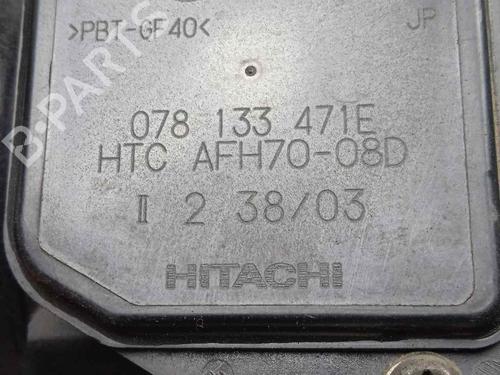 >PBT-GF40<
JP
078 133 471E
HTC AFH70-08D
II 2 38/03
HITACHI
B-PARTS